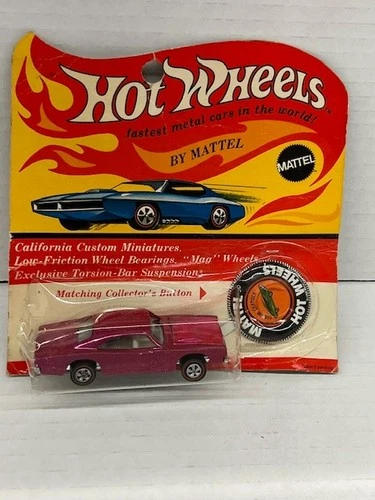 HOT WHEELS
fastest metal cars in the world!
BY MATTEL
MATTEL
California Custom Miniatures,
Low-Friction Wheel Bearings, "Mag" Wheels,
Exclusive Torsion-Bar Suspension
Matching Collector's Button
HOT WHEELS
MATTEL